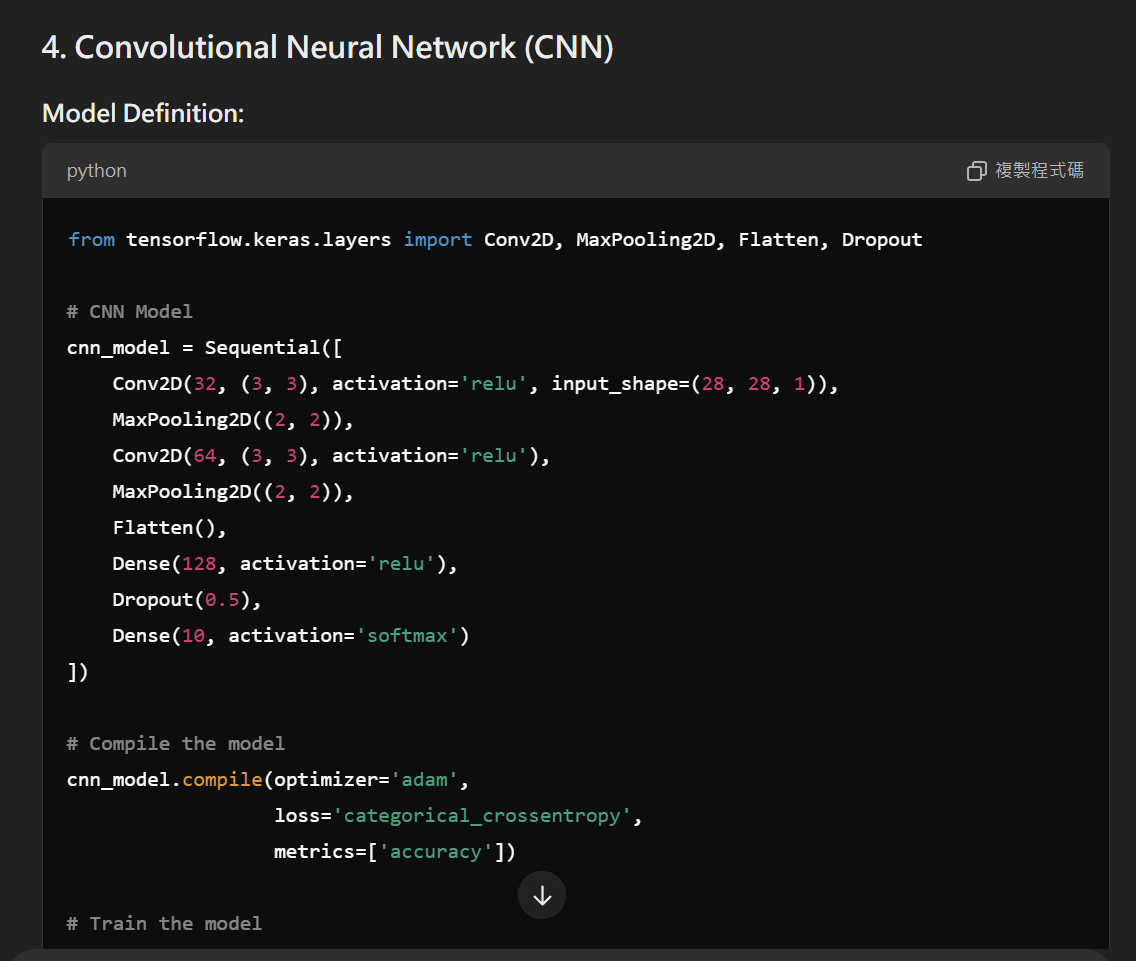 4. Convolutional Neural Network (CNN)
Model Definition:
python
複製程式碼
from tensorflow.keras.layers import Conv2D, MaxPooling2D, Flatten, Dropout
# CNN Model
cnn_model = Sequential([
    Conv2D(32, (3, 3), activation='relu', input_shape=(28, 28, 1)),
    MaxPooling2D((2, 2)),
    Conv2D(64, (3, 3), activation='relu'),
    MaxPooling2D((2, 2)),
    Flatten(),
    Dense(128, activation='relu'),
    Dropout(0.5),
    Dense(10, activation='softmax')
])
# Compile the model
cnn_model.compile(optimizer='adam',
                  loss='categorical_crossentropy',
                  metrics=['accuracy'])
# Train the model